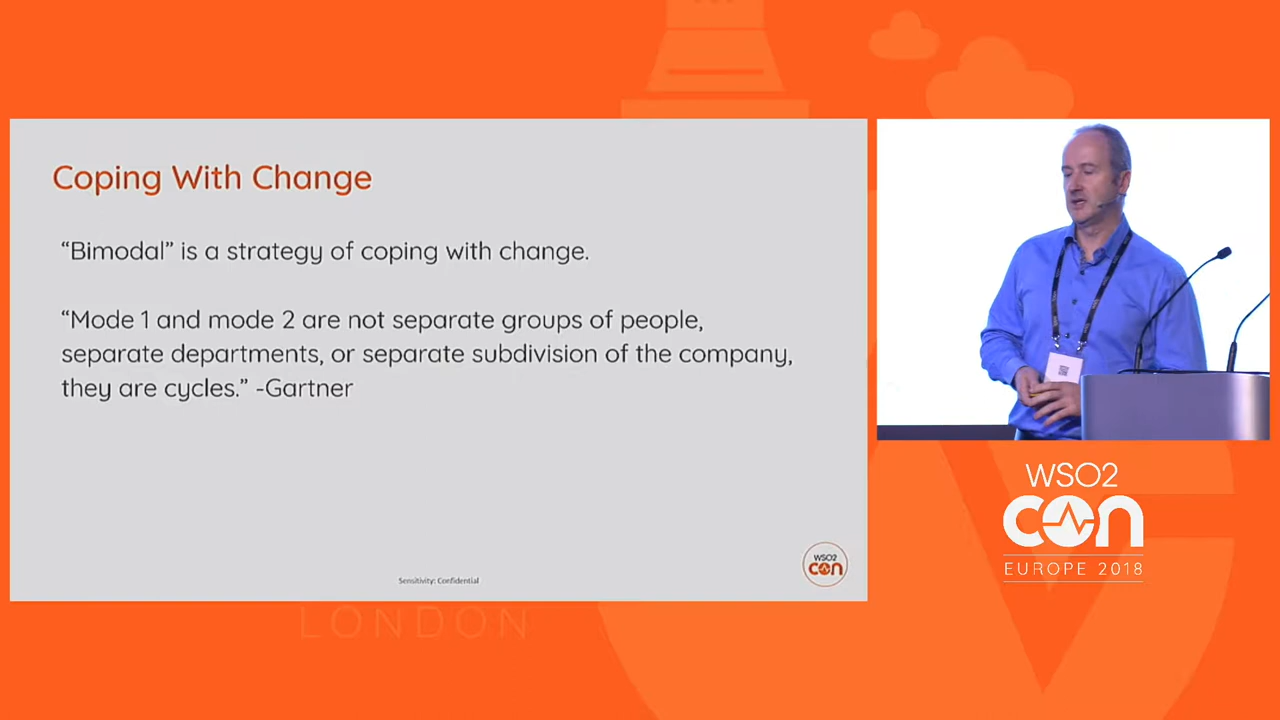 Coping With Change
“Bimodal” is a strategy of coping with change.
“Mode 1 and mode 2 are not separate groups of people,
separate departments, or separate subdivision of the company,
they are cycles.” -Gartner
Sensitivity: Confidential
WSO2
con
WSO2
con
EUROPE 2018
LONDON